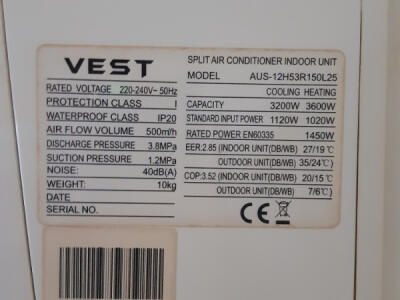 VEST
RATED VOLTAGE 220-240V~ 50Hz
PROTECTION CLASS I
WATERPROOF CLASS IP20
AIR FLOW VOLUME 500m/h
DISCHARGE PRESSURE 3.8MPa
SUCTION PRESSURE 1.2MPa
NOISE: 40dB(A)
WEIGHT: 10kg
DATE
SERIAL NO.
SPLIT AIR CONDITIONER INDOOR UNIT
MODEL AUS-12H53R150L25
COOLING HEATING
CAPACITY 3200W 3600W
STANDARD INPUT POWER 1120W 1020W
RATED POWER EN60335 1450W
EER:2.85 (INDOOR UNIT(DB/WB) 27/19℃
OUTDOOR UNIT(DB/WB) 35/24℃)
COP:3.52 (INDOOR UNIT(DB/WB) 20/15℃
OUTDOOR UNIT(DB/WB) 7/6℃)
CE